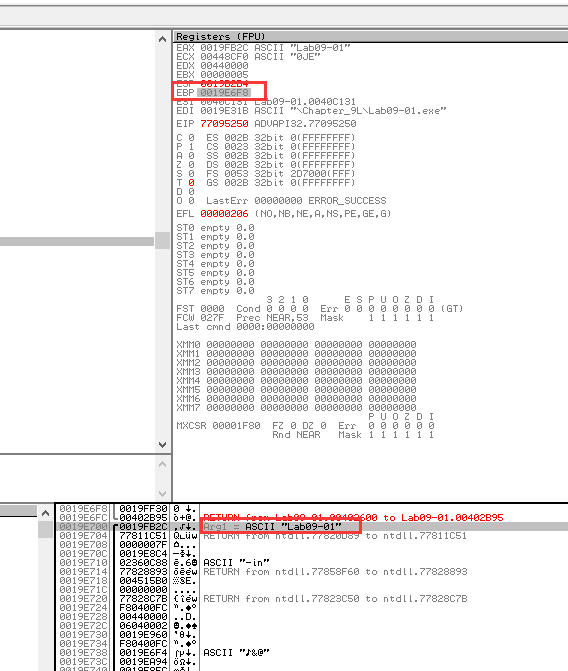 Registers (FPU)
EAX 0019FB2C ASCII "Lab09-01"
ECX 00448CF0 ASCII "0JE"
EDX 00440000
EBX 00000005
ESP 0019B2B4
EBP 0019E6F8
ESI 0040C131 Lab09-01.0040C131
EDI 0019E31B ASCII "\Chapter_9L\Lab09-01.exe"
EIP 77095250 ADVAPI32.77095250
C 0 ES 002B 32bit 0(FFFFFFFF)
P 1 CS 0023 32bit 0(FFFFFFFF)
A 0 SS 002B 32bit 0(FFFFFFFF)
Z 0 DS 002B 32bit 0(FFFFFFFF)
S 0 FS 0053 32bit 2D7000(FFF)
T 0 GS 002B 32bit 0(FFFFFFFF)
D 0
O 0 LastErr 00000000 ERROR_SUCCESS
EFL 00000206 (NO,NB,NE,A,NS,PE,GE,G)
ST0 empty 0.0
ST1 empty 0.0
ST2 empty 0.0
ST3 empty 0.0
ST4 empty 0.0
ST5 empty 0.0
ST6 empty 0.0
ST7 empty 0.0
3 2 1 0 E S P U O Z D I
FST 0000 Cond 0 0 0 0 Err 0 0 0 0 0 0 0 0 (GT)
FCW 027F Prec NEAR,53 Mask 1 1 1 1 1 1
Last cmnd 0000:00000000
XMM0 00000000 00000000 00000000 00000000
XMM1 00000000 00000000 00000000 00000000
XMM2 00000000 00000000 00000000 00000000
XMM3 00000000 00000000 00000000 00000000
XMM4 00000000 00000000 00000000 00000000
XMM5 00000000 00000000 00000000 00000000
XMM6 00000000 00000000 00000000 00000000
XMM7 00000000 00000000 00000000 00000000
P U O Z D I
MXCSR 00001F80 FZ 0 DZ 0 Err 0 0 0 0 0 0
Rnd NEAR Mask 1 1 1 1 1 1
0019E6F8 0019FF30
0019E6FC 00402B95 RETURN from Lab09-01.00402600 to Lab09-01.00402B95
0019E700 0019FB2C Arg1 = ASCII "Lab09-01"
0019E704 77811C51 RETURN from ntdll.77820D89 to ntdll.77811C51
0019E708 0000007F
0019E70C 0019E8C4
0019E710 02360C88 ASCII "-in"
0019E714 77828893 RETURN from ntdll.77858F60 to ntdll.77828893
0019E718 004515B0
0019E71C 00000000
0019E720 77828C7B RETURN from ntdll.77823C50 to ntdll.77828C7B
0019E724 F80400FC
0019E728 00440000
0019E72C 06040002
0019E730 0019E960
0019E734 F80400FC
0019E738 0019E6F4 ASCII "♪&@"
0019E73C 0019EA94